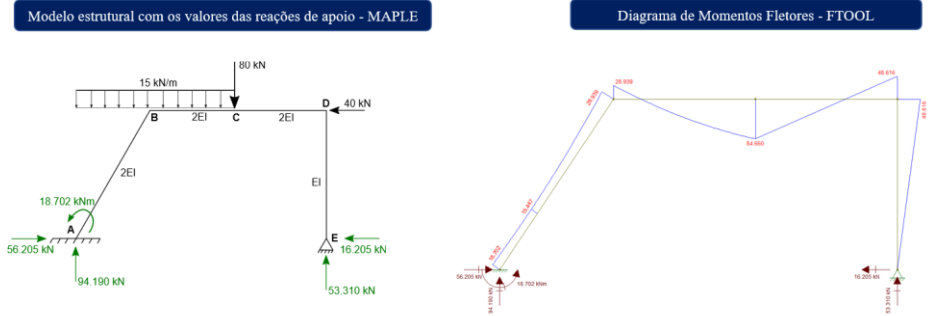 Modelo estrutural com os valores das reações de apoio - MAPLE
80 kN
15 kN/m
D
40 kN
B
2EI
C
2EI
2EI
EI
18.702 kNm
A
E
56.205 kN
16.205 kN
94.190 kN
53.310 kN
Diagrama de Momentos Fletores - FTOOL
28.939
28.939
48.616
48.616
54.660
18.702
56.205 kN
18.702 kNm
94.190 kN
16.205 kN
53.310 kN